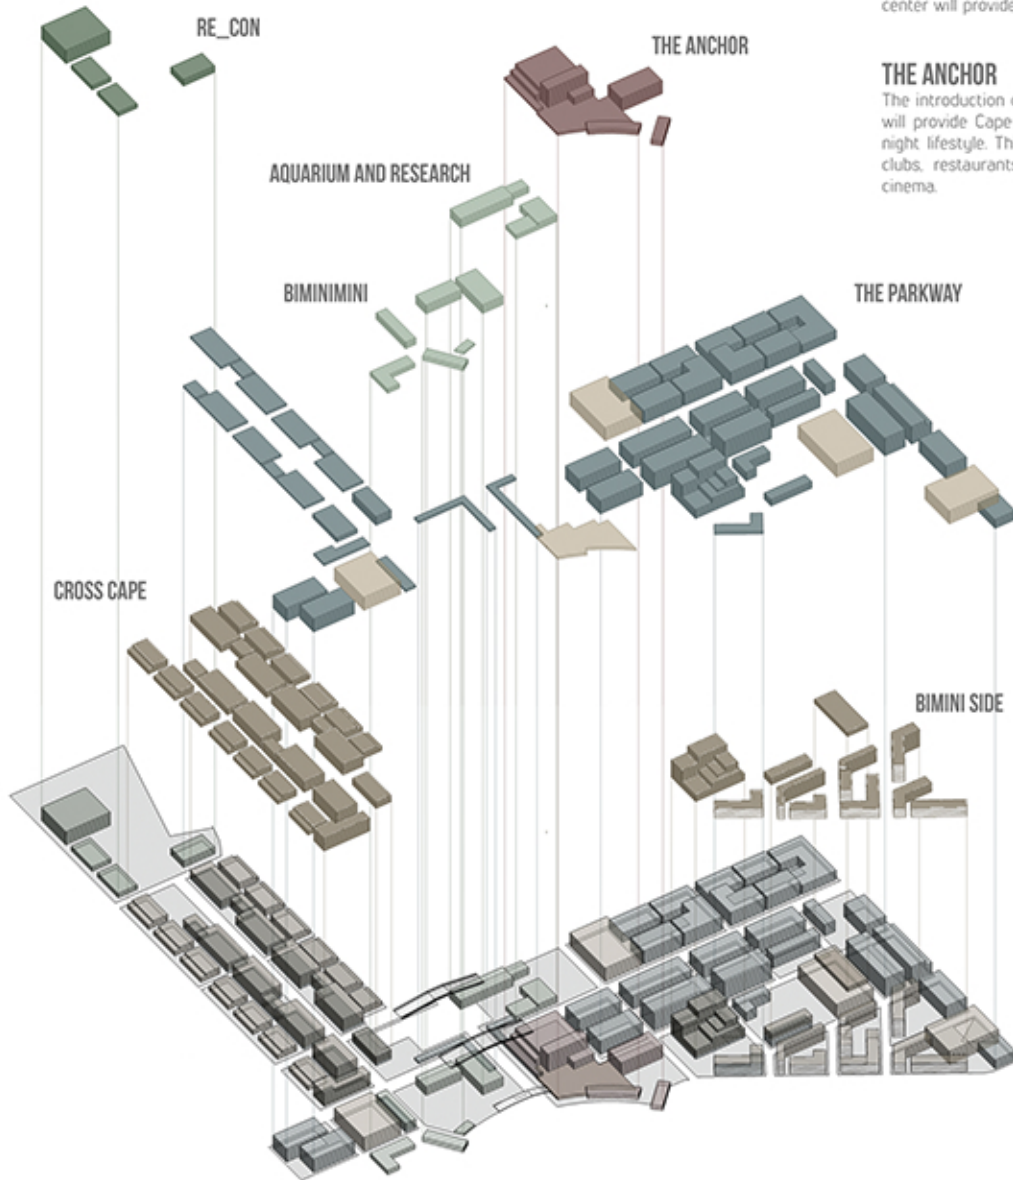 center will provide
RE_CON
THE ANCHOR
THE ANCHOR
The introduction
will provide Cape
night lifestyle. Th
clubs, restaurants
cinema.
AQUARIUM AND RESEARCH
BIMINIMINI
THE PARKWAY
CROSS CAPE
BIMINI SIDE